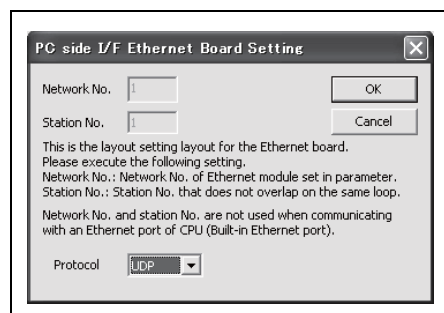 PC side I/F Ethernet Board Setting
Network No. 1
OK
Station No. 1
Cancel
This is the layout setting layout for the Ethernet board.
Please execute the following setting.
Network No.: Network No. of Ethernet module set in parameter.
Station No.: Station No. that does not overlap on the same loop.
Network No. and station No. are not used when communicating
with an Ethernet port of CPU (Built-in Ethernet port).
Protocol UDP